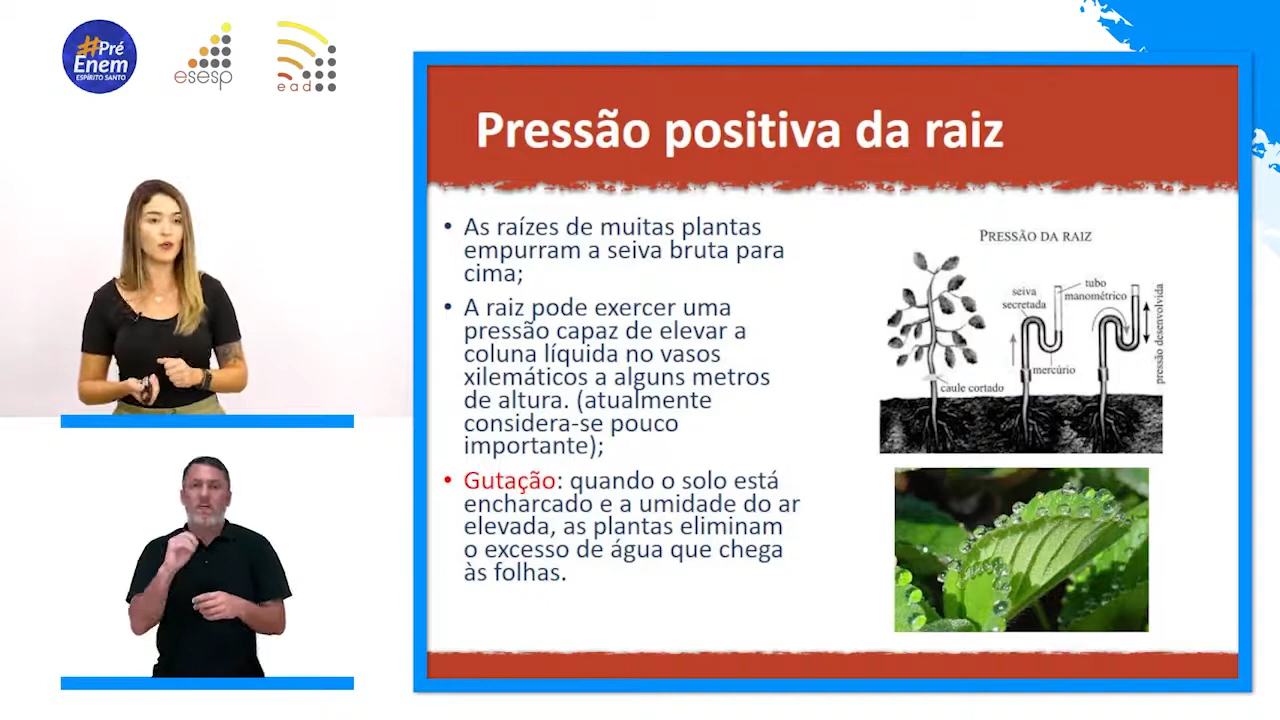 #Pré
Enem
ESPÍRITO SANTO
esesp
ead
Pressão positiva da raiz
• As raízes de muitas plantas
empurram a seiva bruta para
cima;
• A raiz pode exercer uma
pressão capaz de elevar a
coluna líquida no vasos
xilemáticos a alguns metros
de altura. (atualmente
considera-se pouco
importante);
• Gutação: quando o solo está
encharcado e a umidade do ar
elevada, as plantas eliminam
o excesso de água que chega
às folhas.
PRESSÃO DA RAIZ
seiva
secretada
tubo
manométrico
mercúrio
caule cortado
pressão desenvolvida